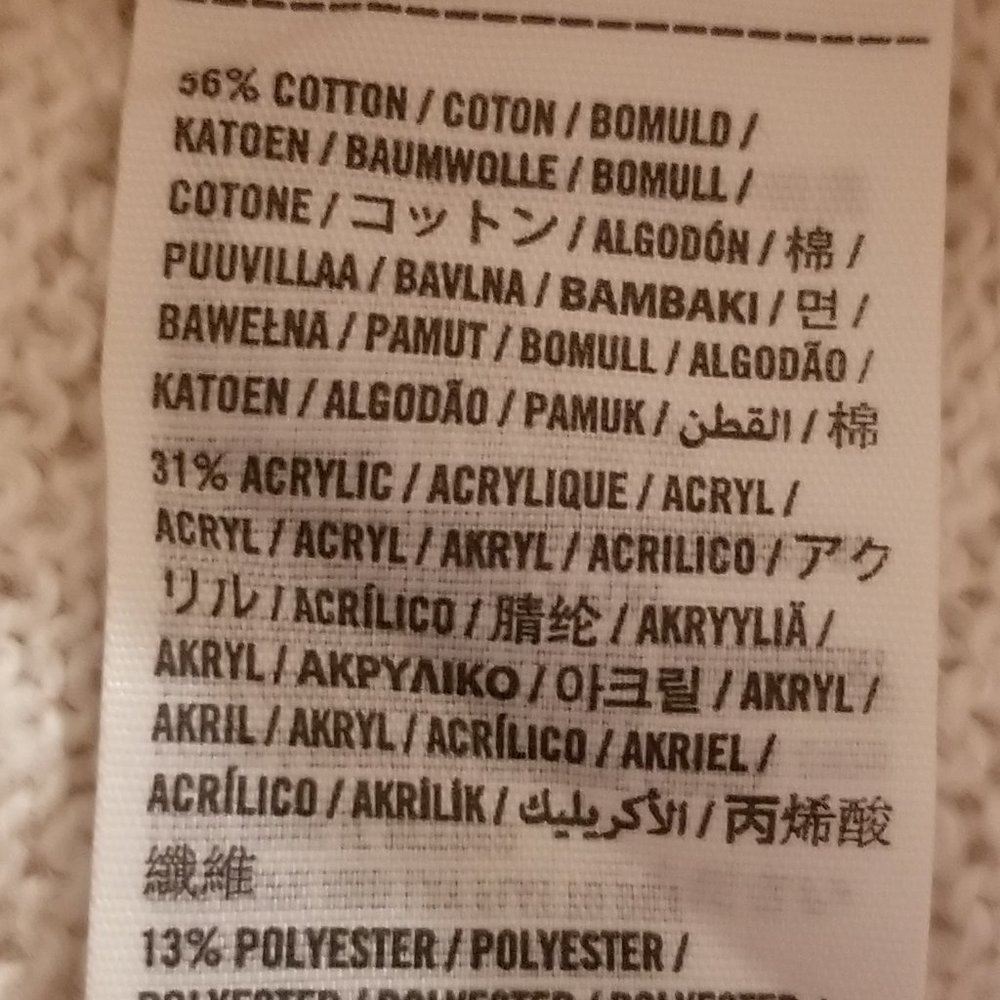 56% COTTON / COTON / BOMULD /
KATOEN / BAUMWOLLE / BOMULL /
COTONE / コットン / ALGODÓN / 棉 /
PUUVILLAA / BAVLNA / BAMBAKI / 면 /
BAWEŁNA / PAMUT / BOMULL / ALGODÃO /
KATOEN / ALGODÃO / PAMUK / القطن / 棉
31% ACRYLIC / ACRYLIQUE / ACRYL /
ACRYL / ACRYL / AKRYL / ACRILICO / アク
リル / ACRÍLICO / 腈纶 / AKRYYLIÄ /
AKRYL / ΑΚΡΥΛΙΚΟ / 아크릴 / AKRYL /
AKRIL / AKRYL / ACRÍLICO / AKRIEL /
ACRÍLICO / AKRİLİK / الأكريليك / 丙烯酸
纖維
13% POLYESTER / POLYESTER /
POLYESTER / POLYESTER / POLYESTER